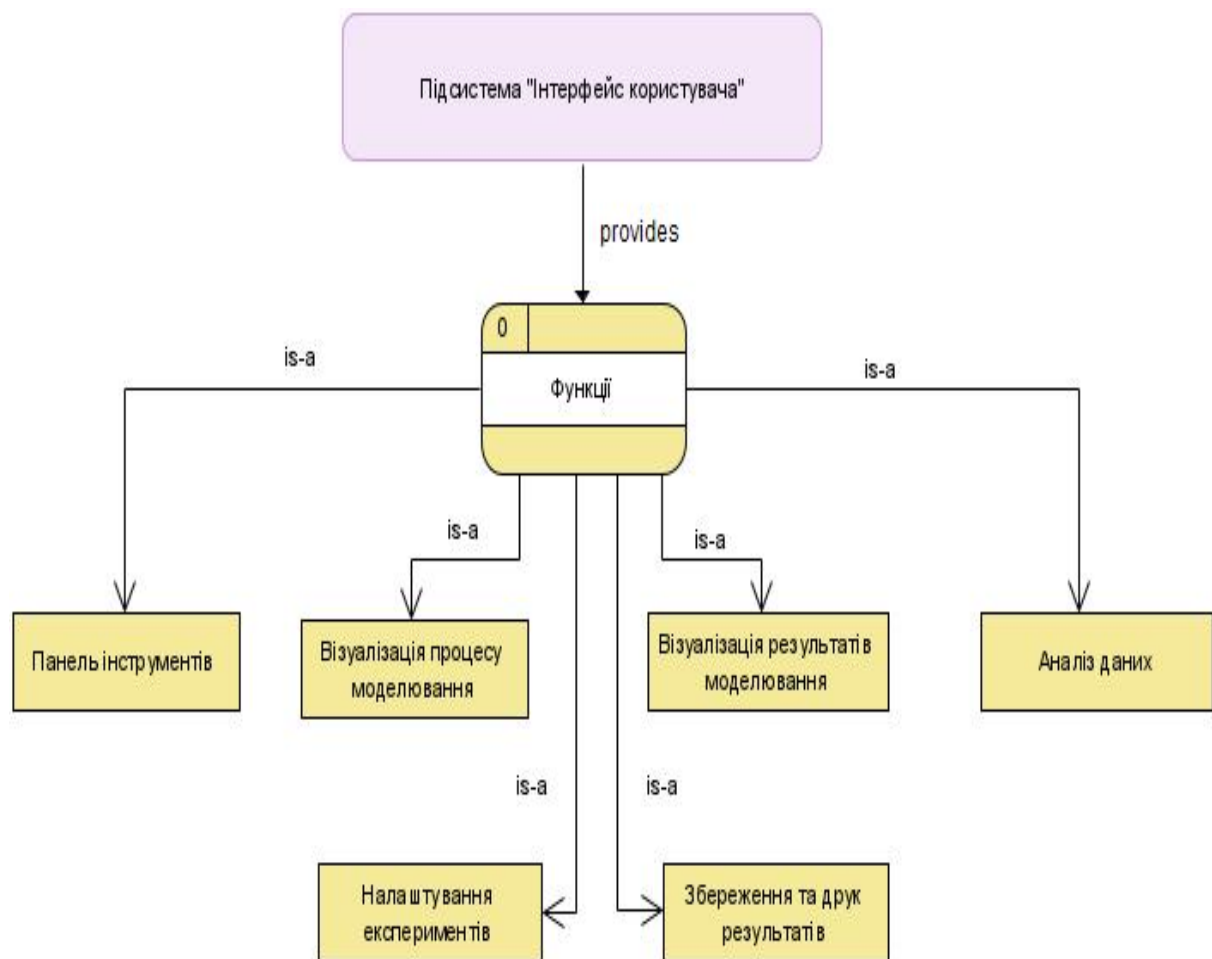 Підсистема "Інтерфейс користувача"
provides
0
Функції
is-a
is-a
is-a
is-a
Панель інструментів
Візуалізація процесу
моделювання
Візуалізація результатів
моделювання
Аналіз даних
is-a
is-a
Налаштування
експериментів
Збереження та друк
результатів